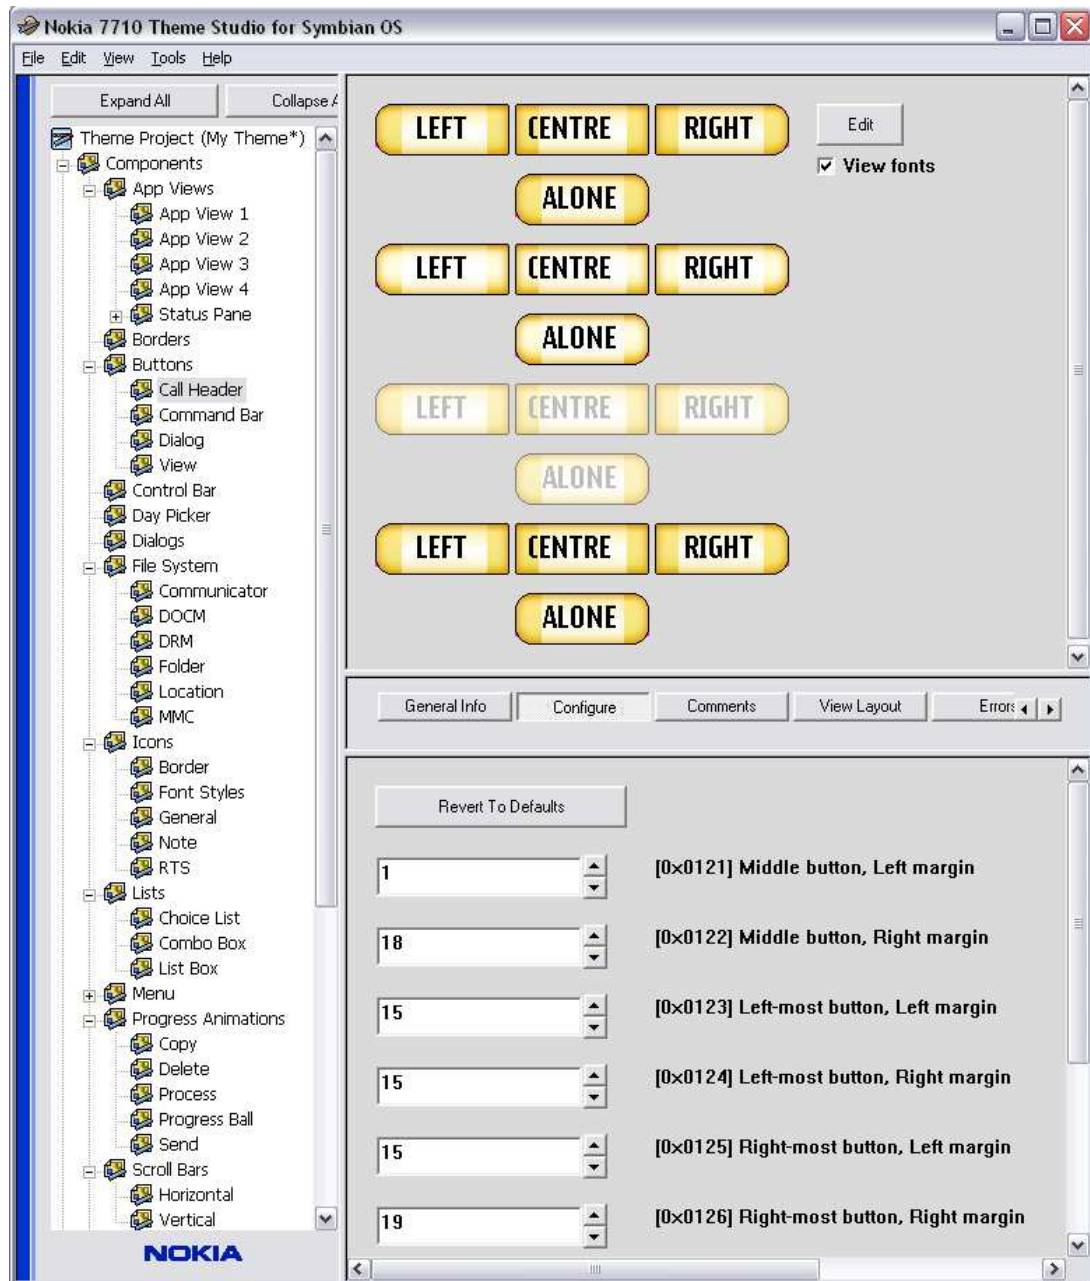 Nokia 7710 Theme Studio for Symbian OS
File Edit View Tools Help
Expand All Collapse A
Theme Project (My Theme*)
Components
App Views
App View 1
App View 2
App View 3
App View 4
Status Pane
Borders
Buttons
Call Header
Command Bar
Dialog
View
Control Bar
Day Picker
Dialogs
File System
Communicator
DOCM
DRM
Folder
Location
MMC
Icons
Border
Font Styles
General
Note
RTS
Lists
Choice List
Combo Box
List Box
Menu
Progress Animations
Copy
Delete
Process
Progress Ball
Send
Scroll Bars
Horizontal
Vertical
NOKIA
LEFT CENTRE RIGHT Edit
View fonts
ALONE
LEFT CENTRE RIGHT
ALONE
LEFT CENTRE RIGHT
ALONE
LEFT CENTRE RIGHT
ALONE
General Info Configure Comments View Layout Errors
Revert To Defaults
1 [0x0121] Middle button, Left margin
18 [0x0122] Middle button, Right margin
15 [0x0123] Left-most button, Left margin
15 [0x0124] Left-most button, Right margin
15 [0x0125] Right-most button, Left margin
19 [0x0126] Right-most button, Right margin